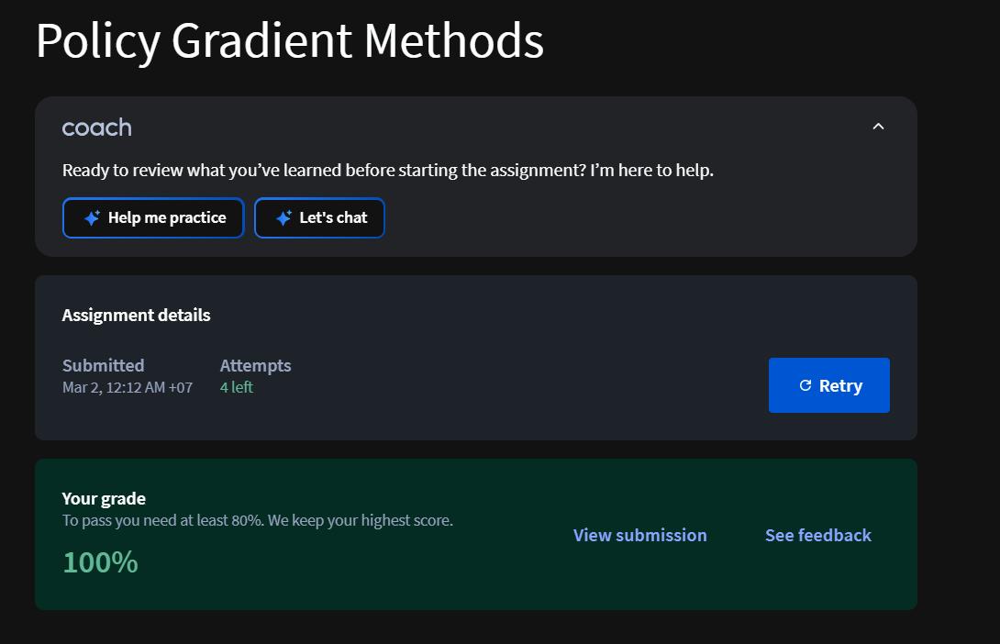 Policy Gradient Methods
coach
Ready to review what you’ve learned before starting the assignment? I’m here to help.
Help me practice
Let's chat
Assignment details
Submitted
Attempts
Mar 2, 12:12 AM +07
4 left
Retry
Your grade
To pass you need at least 80%. We keep your highest score.
100%
View submission
See feedback